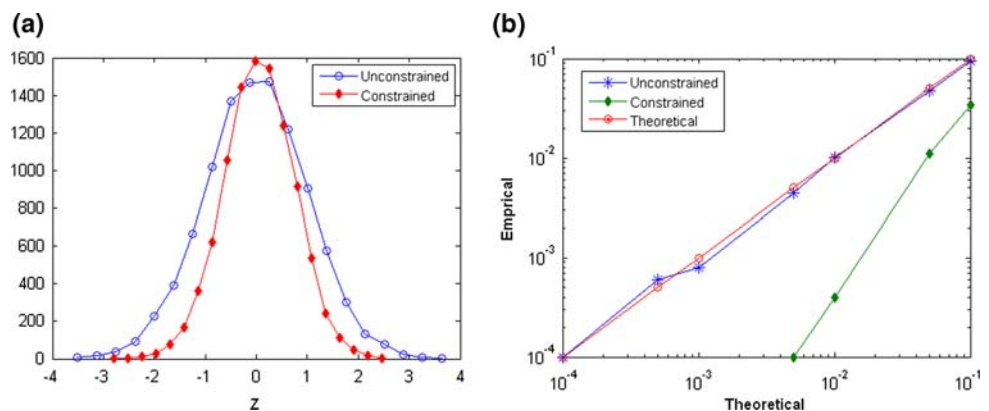 (a)
1600
1400
1200
1000
800
600
400
200
0
-4 -3 -2 -1 0 1 2 3 4
Z
Unconstrained
Constrained
(b)
10-1
10-2
10-3
10-4
10-4 10-3 10-2 10-1
Emprical
Theoretical
Unconstrained
Constrained
Theoretical